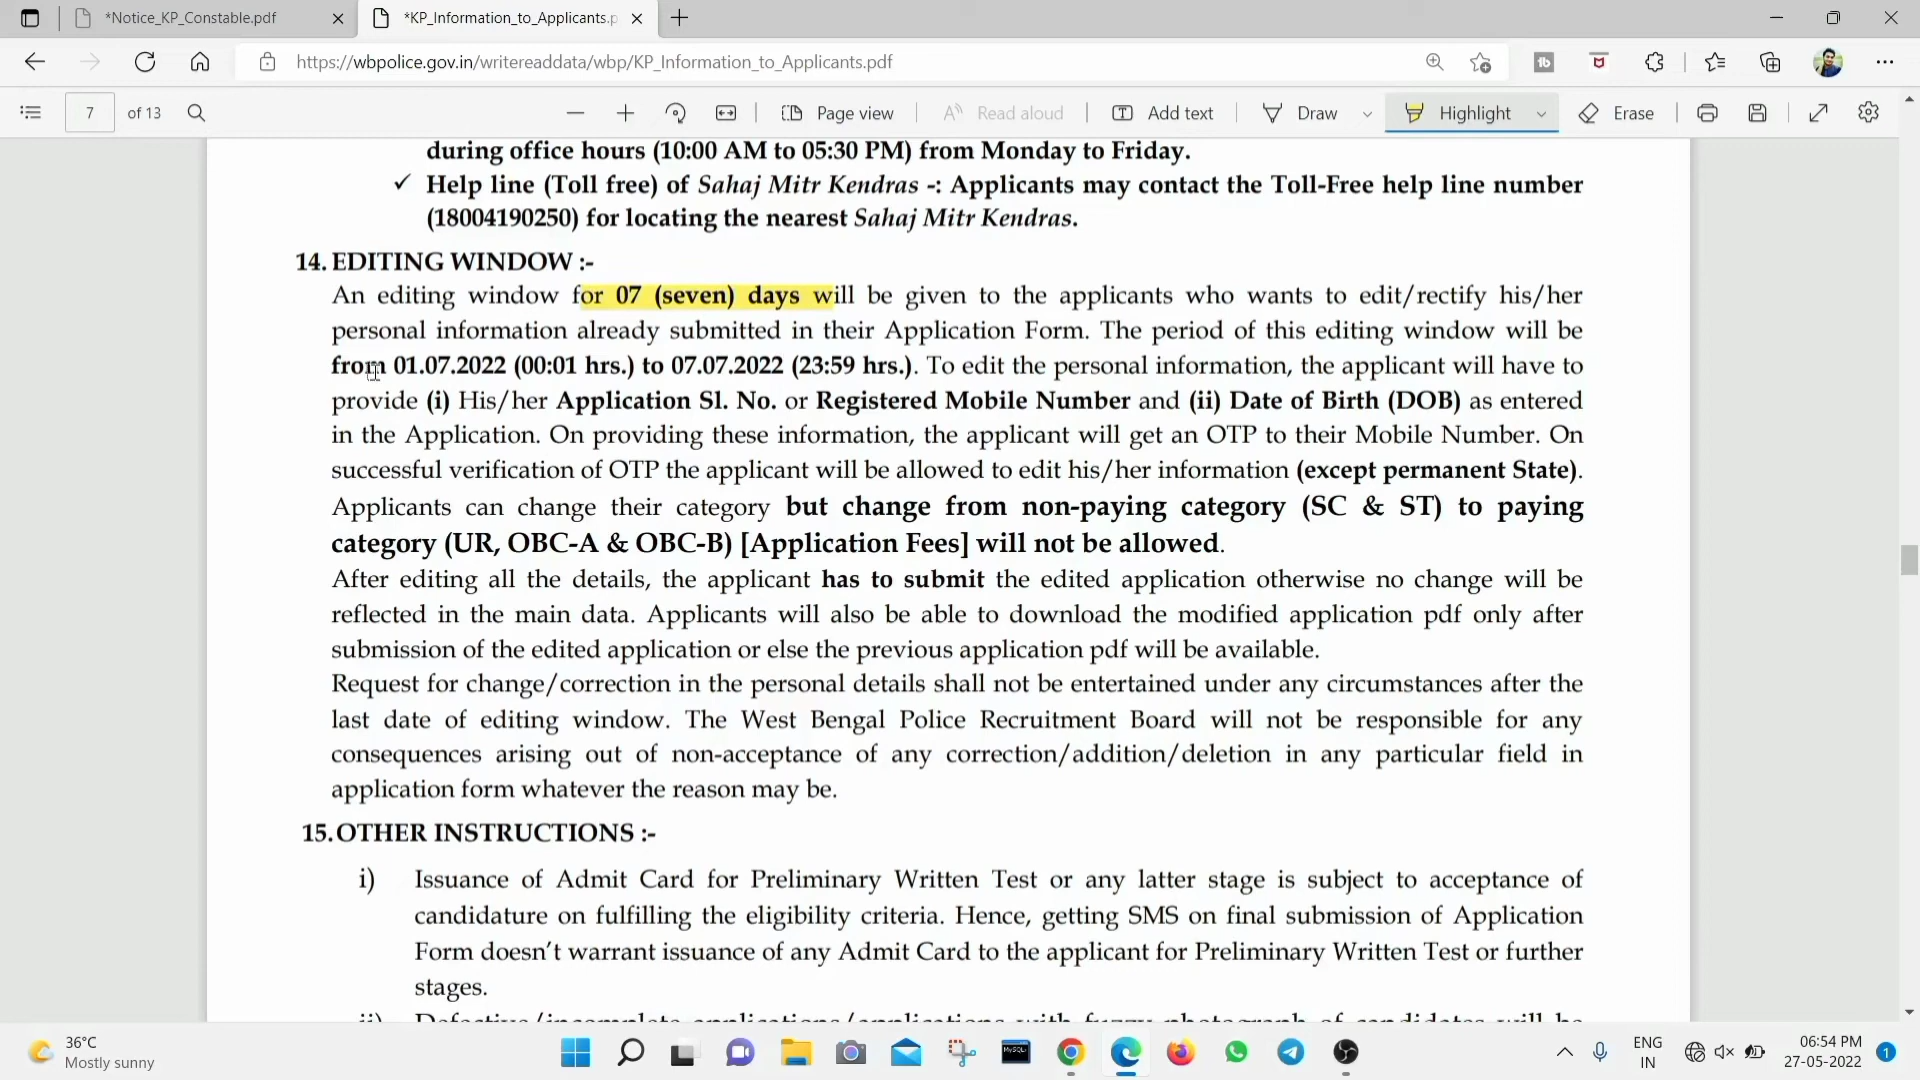 *Notice_KP_Constable.pdf
*KP_Information_to_Applicants.p
https://wbpolice.gov.in/writereaddata/wbp/KP_Information_to_Applicants.pdf
7 of 13
Page view
Read aloud
Add text
Draw
Highlight
Erase
during office hours (10:00 AM to 05:30 PM) from Monday to Friday.
✓ Help line (Toll free) of Sahaj Mitr Kendras -: Applicants may contact the Toll-Free help line number
(18004190250) for locating the nearest Sahaj Mitr Kendras.
14. EDITING WINDOW :-
An editing window for 07 (seven) days will be given to the applicants who wants to edit/rectify his/her
personal information already submitted in their Application Form. The period of this editing window will be
from 01.07.2022 (00:01 hrs.) to 07.07.2022 (23:59 hrs.). To edit the personal information, the applicant will have to
provide (i) His/her Application Sl. No. or Registered Mobile Number and (ii) Date of Birth (DOB) as entered
in the Application. On providing these information, the applicant will get an OTP to their Mobile Number. On
successful verification of OTP the applicant will be allowed to edit his/her information (except permanent State).
Applicants can change their category but change from non-paying category (SC & ST) to paying
category (UR, OBC-A & OBC-B) [Application Fees] will not be allowed.
After editing all the details, the applicant has to submit the edited application otherwise no change will be
reflected in the main data. Applicants will also be able to download the modified application pdf only after
submission of the edited application or else the previous application pdf will be available.
Request for change/correction in the personal details shall not be entertained under any circumstances after the
last date of editing window. The West Bengal Police Recruitment Board will not be responsible for any
consequences arising out of non-acceptance of any correction/addition/deletion in any particular field in
application form whatever the reason may be.
15. OTHER INSTRUCTIONS :-
i) Issuance of Admit Card for Preliminary Written Test or any latter stage is subject to acceptance of
candidature on fulfilling the eligibility criteria. Hence, getting SMS on final submission of Application
Form doesn't warrant issuance of any Admit Card to the applicant for Preliminary Written Test or further
stages.
ii) Defective/incomplete applications/applications with fuzzy photograph of candidates will be
36°C
Mostly sunny
MySQL
ENG
IN
06:54 PM
27-05-2022
1